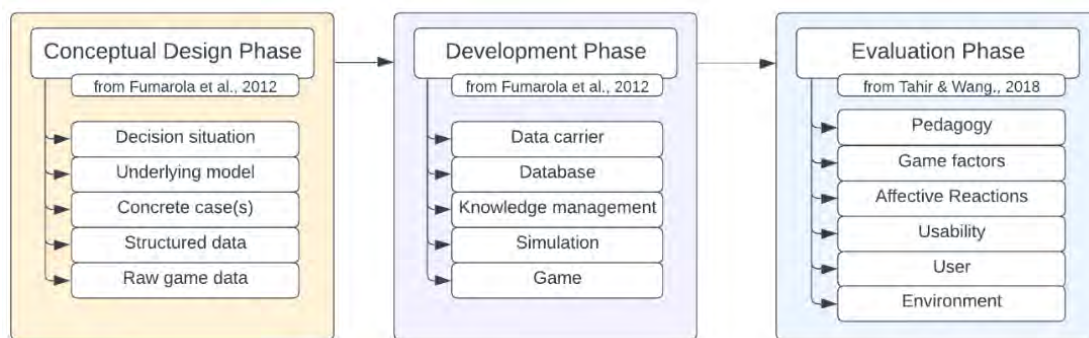 Conceptual Design Phase
from Fumarola et al., 2012
Decision situation
Underlying model
Concrete case(s)
Structured data
Raw game data
Development Phase
from Fumarola et al., 2012
Data carrier
Database
Knowledge management
Simulation
Game
Evaluation Phase
from Tahir & Wang., 2018
Pedagogy
Game factors
Affective Reactions
Usability
User
Environment